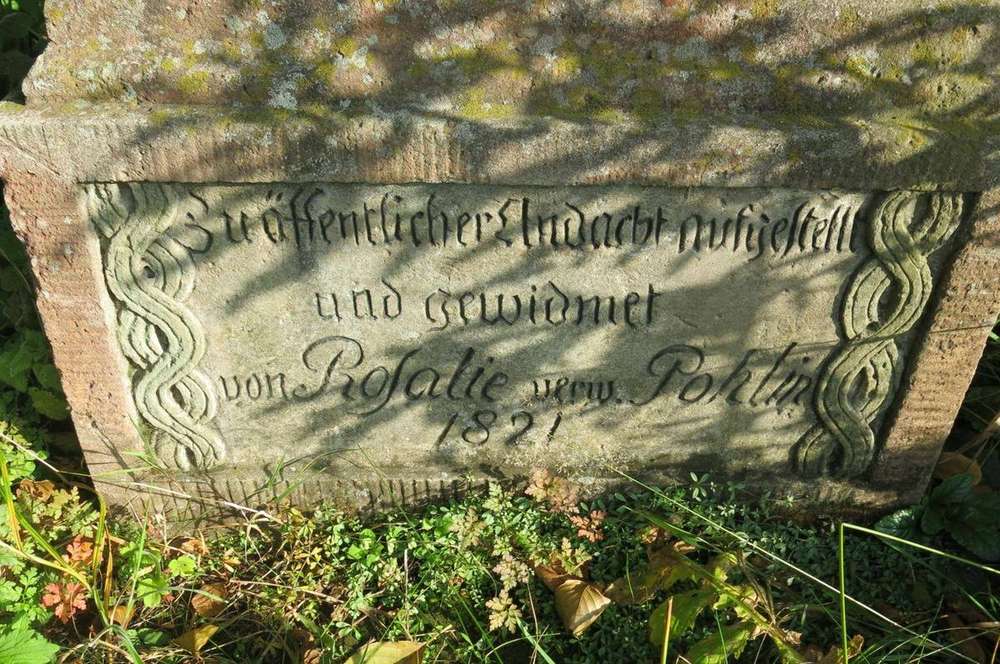 Zu öffentlicher Andacht aufgestellt
und gewidmet
von Rosalie verw. Pohlin
1821